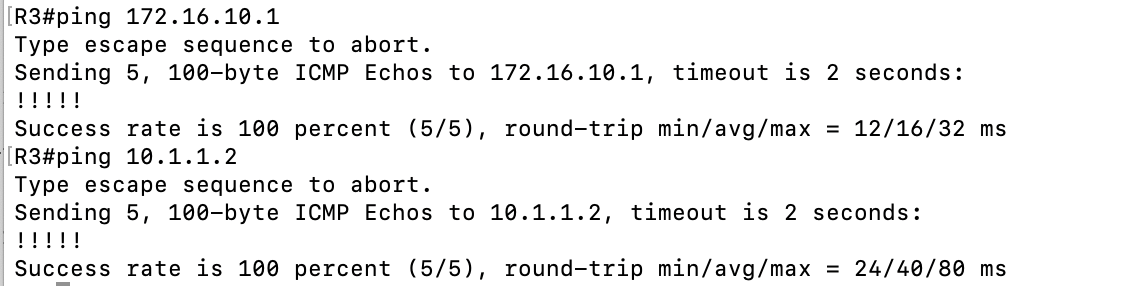 [R3#ping 172.16.10.1
Type escape sequence to abort.
Sending 5, 100-byte ICMP Echos to 172.16.10.1, timeout is 2 seconds:
!!!!!
Success rate is 100 percent (5/5), round-trip min/avg/max = 12/16/32 ms
[R3#ping 10.1.1.2
Type escape sequence to abort.
Sending 5, 100-byte ICMP Echos to 10.1.1.2, timeout is 2 seconds:
!!!!!
Success rate is 100 percent (5/5), round-trip min/avg/max = 24/40/80 ms